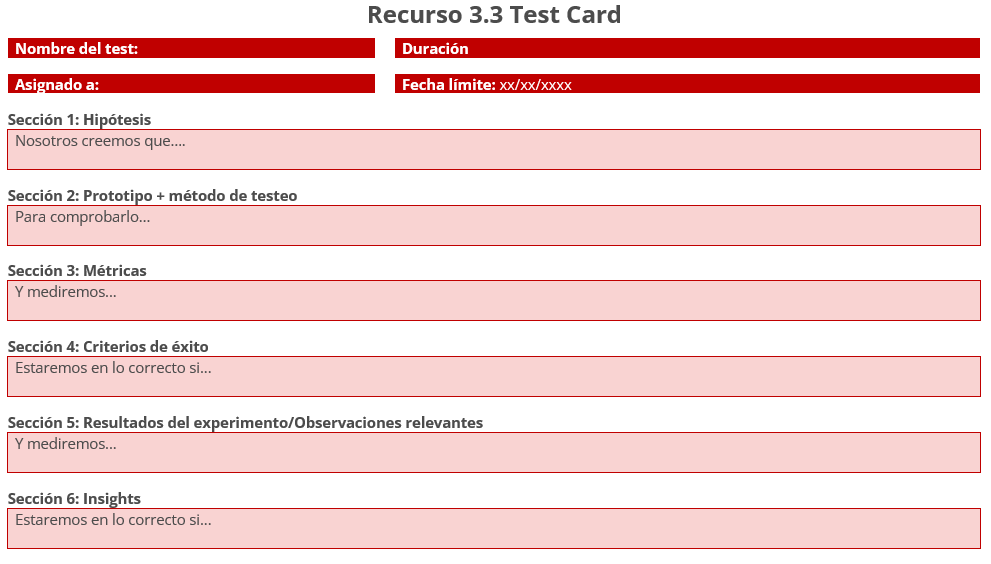 Recurso 3.3 Test Card
Nombre del test:
Duración
Asignado a:
Fecha límite: xx/xx/xxxx
Sección 1: Hipótesis
Nosotros creemos que....
Sección 2: Prototipo + método de testeo
Para comprobarlo...
Sección 3: Métricas
Y mediremos...
Sección 4: Criterios de éxito
Estaremos en lo correcto si...
Sección 5: Resultados del experimento/Observaciones relevantes
Y mediremos...
Sección 6: Insights
Estaremos en lo correcto si...